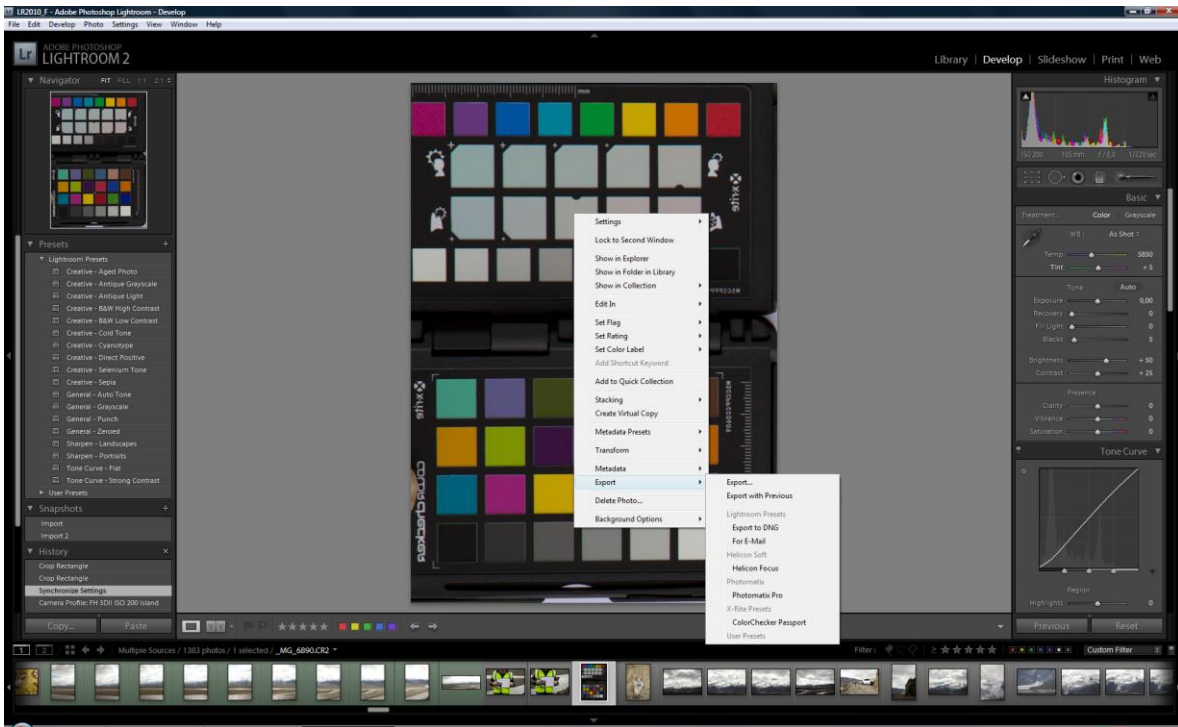 LR2010_F - Adobe Photoshop Lightroom - Develop
File Edit Develop Photo Settings View Window Help
Lr ADOBE PHOTOSHOP
LIGHTROOM 2
Library | Develop | Slideshow | Print | Web
Navigator FIT FILL 1:1 2:1
Presets +
Lightroom Presets
Creative - Aged Photo
Creative - Antique Grayscale
Creative - Antique Light
Creative - B&W High Contrast
Creative - B&W Low Contrast
Creative - Cold Tone
Creative - Cyanotype
Creative - Direct Positive
Creative - Selenium Tone
Creative - Sepia
General - Auto Tone
General - Grayscale
General - Punch
General - Zeroed
Sharpen - Landscapes
Sharpen - Portraits
Tone Curve - Flat
Tone Curve - Strong Contrast
User Presets
Snapshots +
Import
Import 2
History ×
Crop Rectangle
Crop Rectangle
Synchronize Settings
Camera Profile: FH SDII ISO 200 Island
Copy... Paste
mm
x-rite
x-rite
colorchecker
Settings
Lock to Second Window
Show in Explorer
Show in Folder in Library
Show in Collection
Edit In
Set Flag
Set Rating
Set Color Label
Add Shortcut Keyword
Add to Quick Collection
Stacking
Create Virtual Copy
Metadata Presets
Transform
Metadata
Export
Delete Photo...
Background Options
Export...
Export with Previous
Lightroom Presets
Export to DNG
For E-Mail
Helicon Soft
Helicon Focus
Photomatix
Photomatix Pro
X-Rite Presets
ColorChecker Passport
User Presets
Histogram
ISO 200 105 mm f / 8,0 1/320 sec
Basic
Treatment : Color Grayscale
WB : As Shot
Temp 5850
Tint + 5
Tone Auto
Exposure 0,00
Recovery 0
Fill Light 0
Blacks 5
Brightness + 50
Contrast + 25
Presence
Clarity 0
Vibrance 0
Saturation 0
Tone Curve
Region
Highlights 0
Previous Reset
1 2 Multiple Sources / 1383 photos / 1 selected / _MG_6890.CR2
Filter : Custom Filter